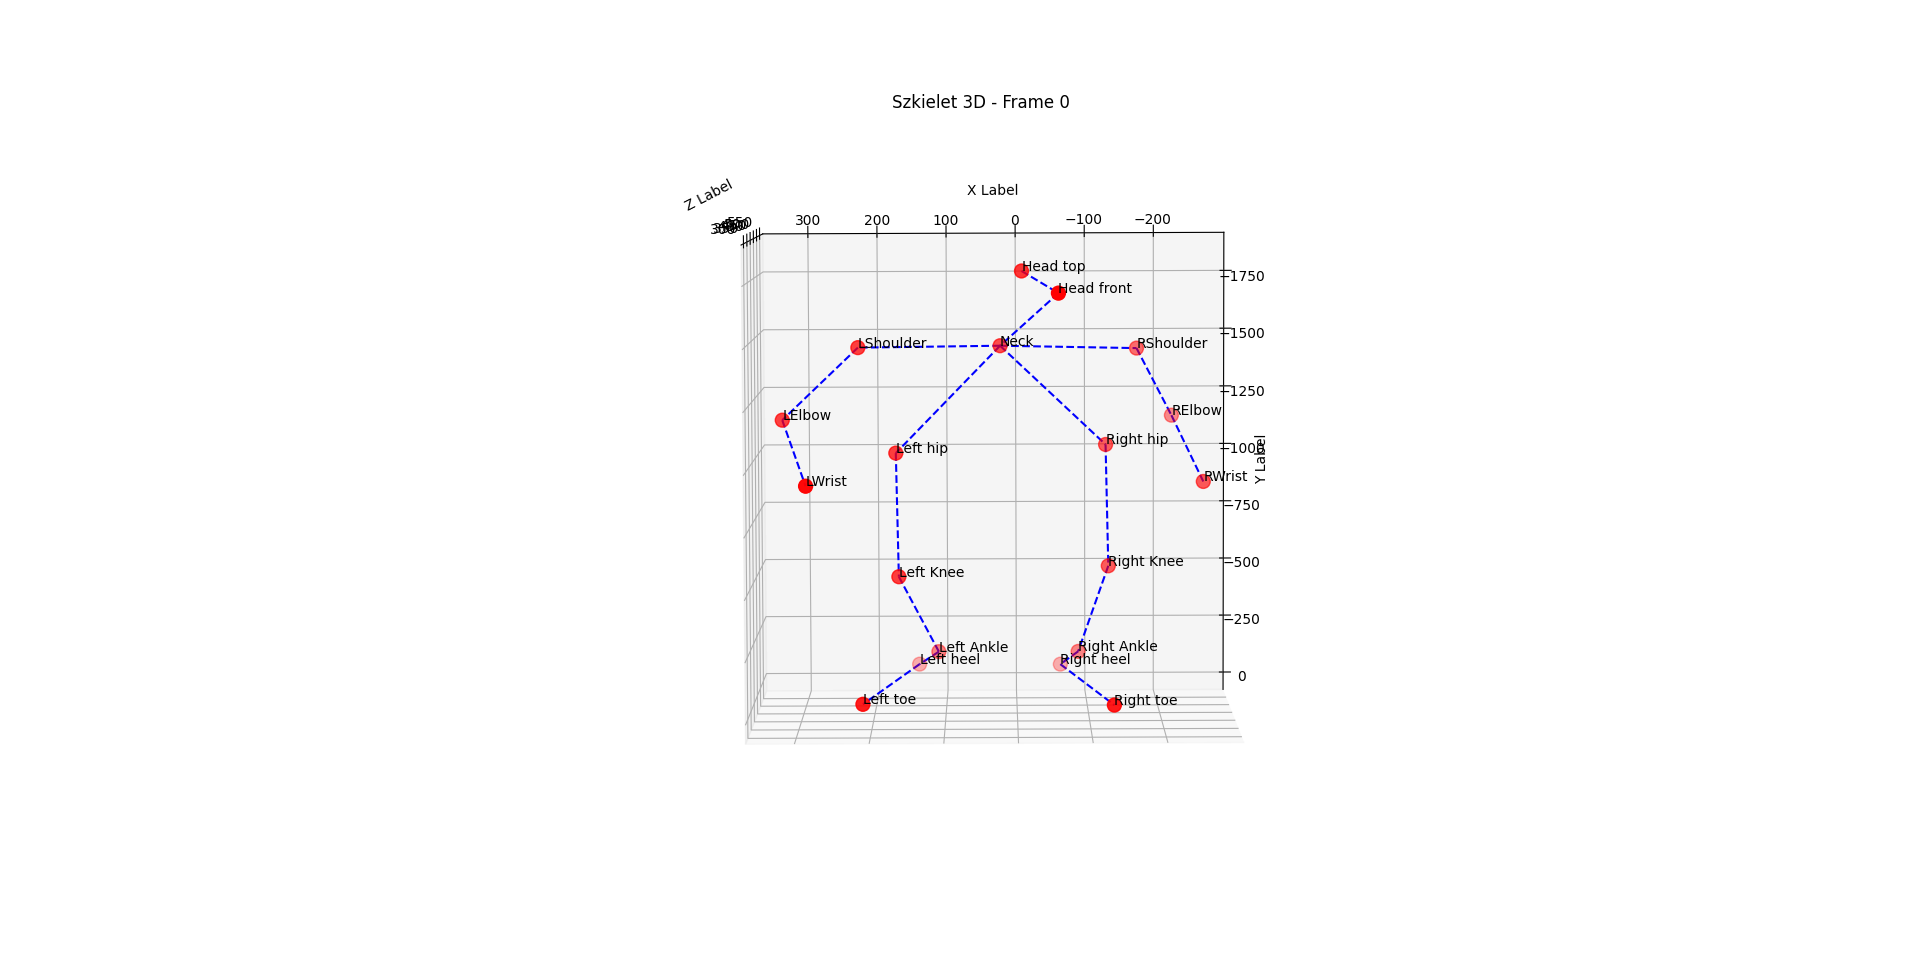 Szkielet 3D - Frame 0
Z Label
X Label
550
300
300
200
100
0
−100
−200
Head top
−1750
Head front
−1500
LShoulder
Neck
RShoulder
−1250
LElbow
RElbow
Left hip
Right hip
−1000
Y Label
LWrist
RWrist
−750
Left Knee
Right Knee
−500
−250
Left Ankle
Right Ankle
Left heel
Right heel
0
Left toe
Right toe